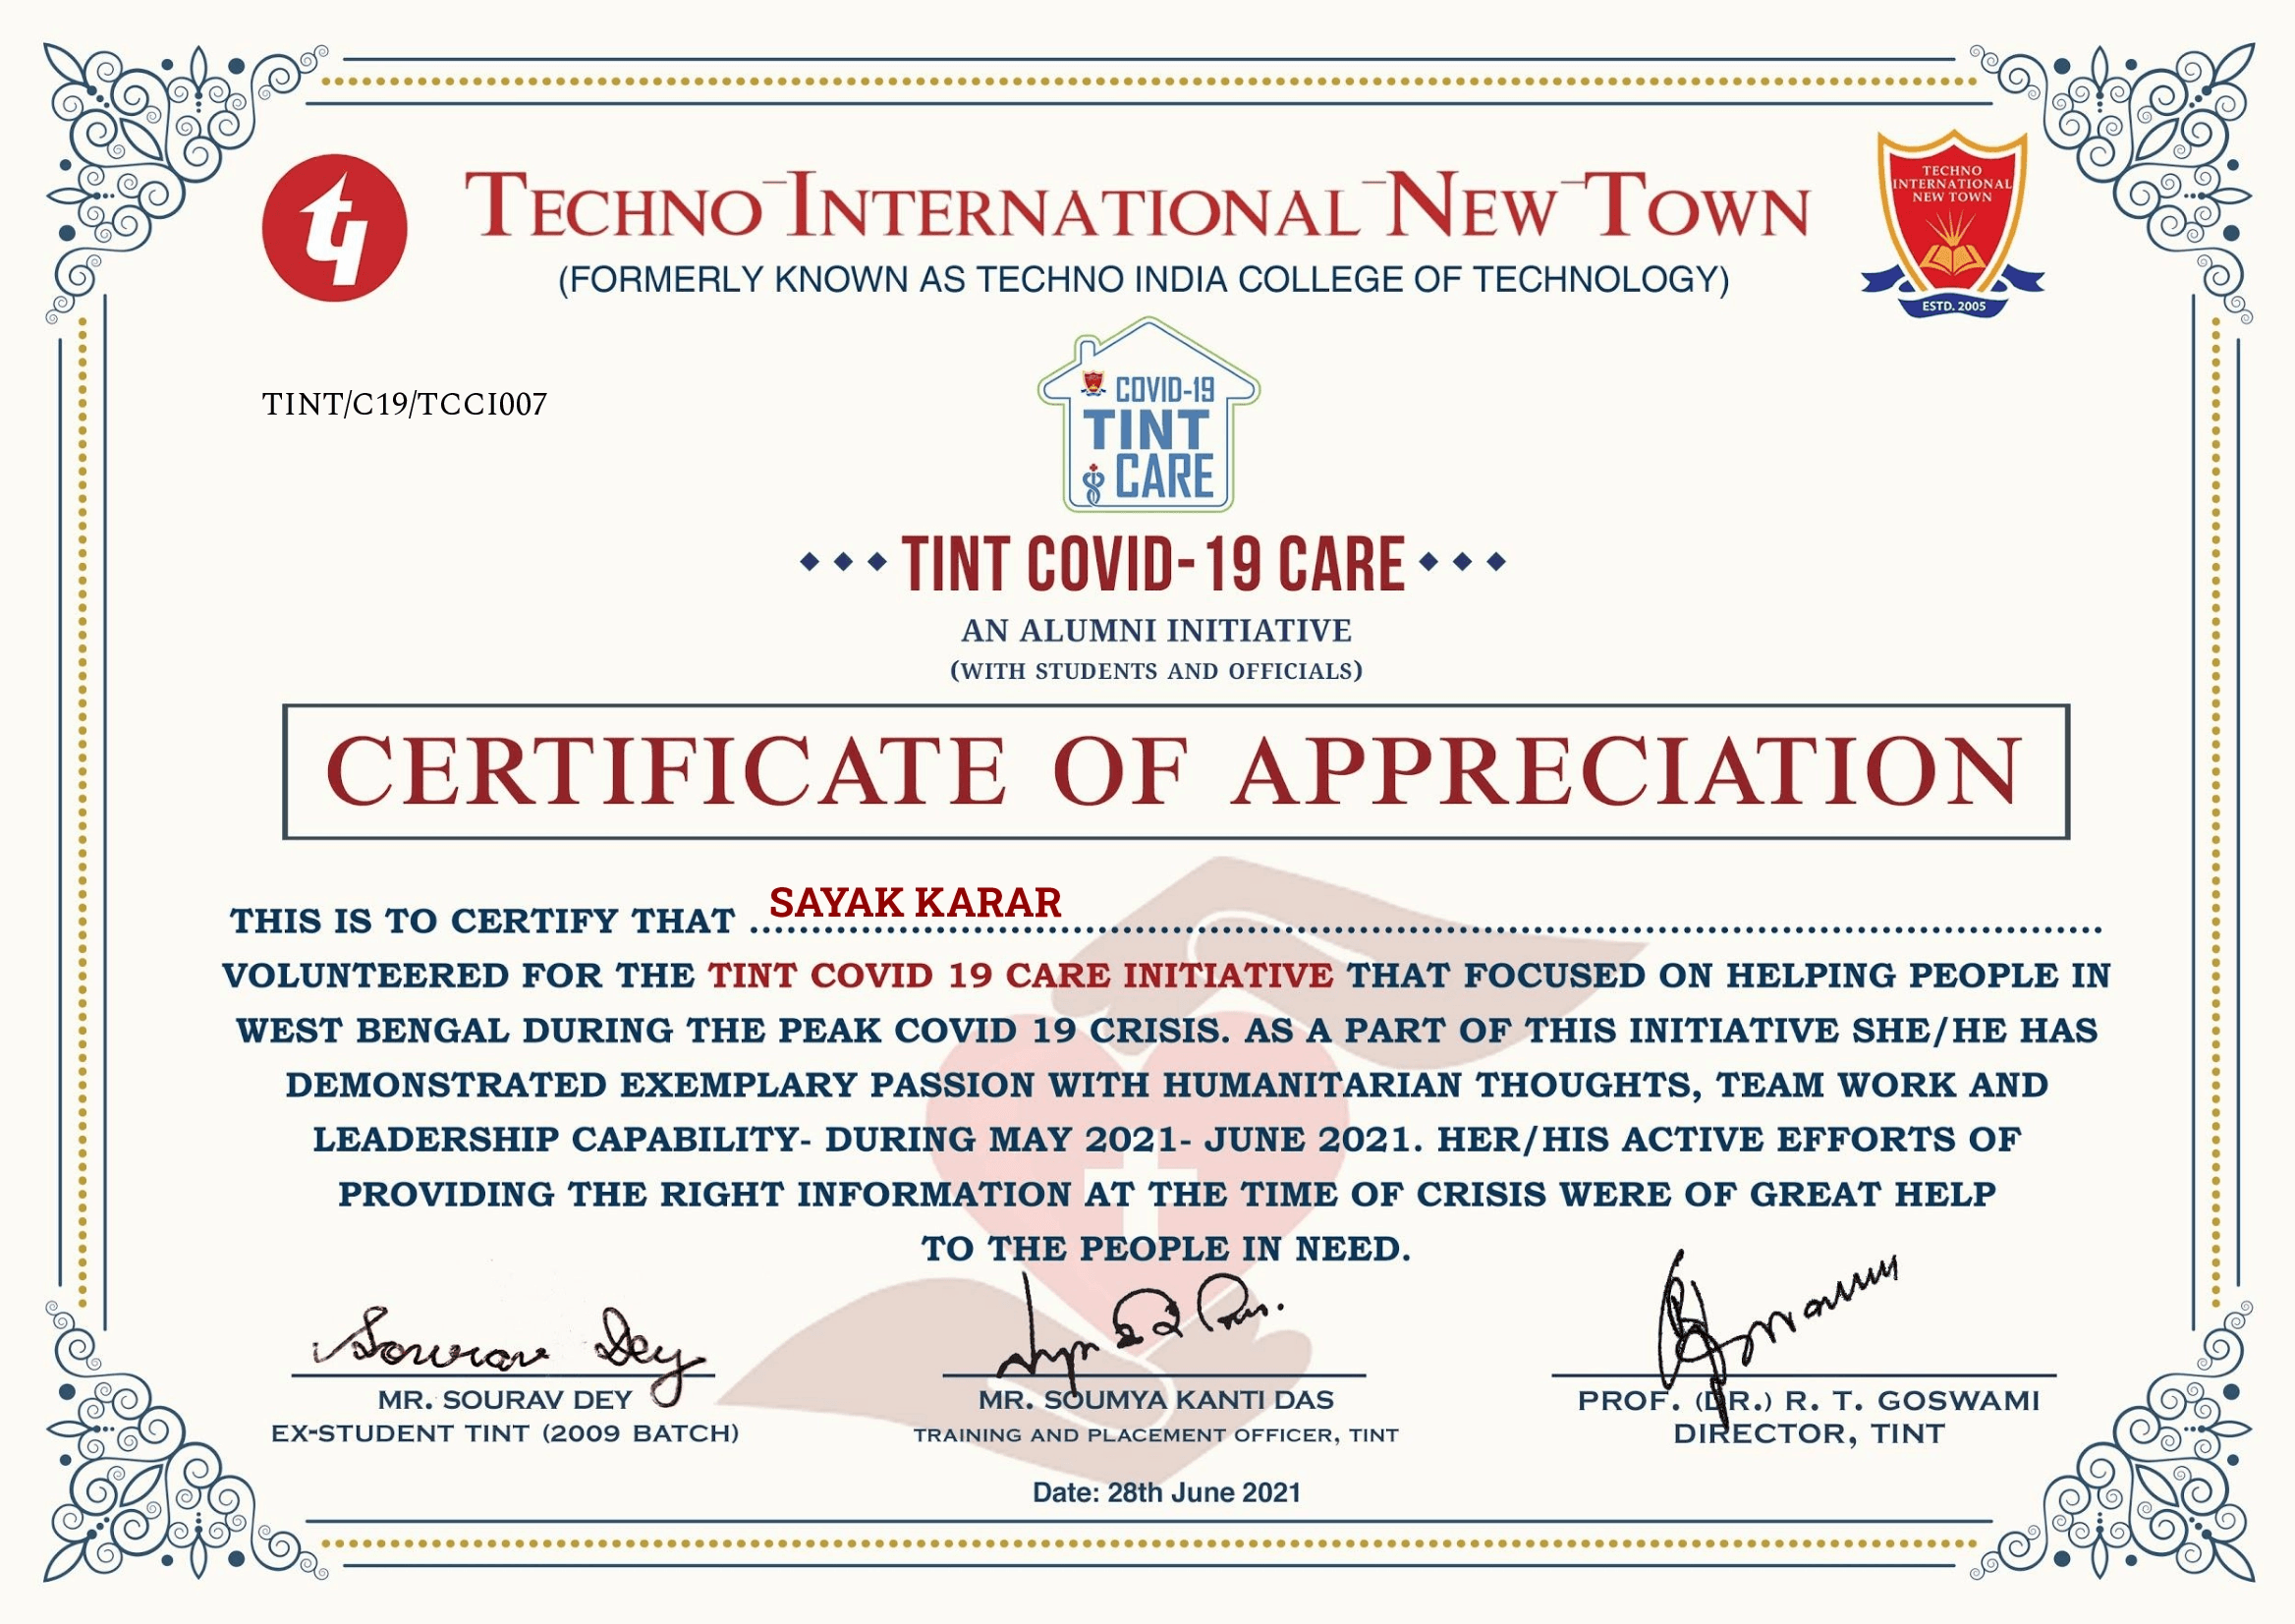 TECHNO INTERNATIONAL NEW TOWN
(FORMERLY KNOWN AS TECHNO INDIA COLLEGE OF TECHNOLOGY)
TECHNO
INTERNATIONAL
NEW TOWN
ESTD. 2005
TINT/C19/TCCI007
COVID-19
TINT
CARE
TINT COVID-19 CARE
AN ALUMNI INITIATIVE
(WITH STUDENTS AND OFFICIALS)
CERTIFICATE OF APPRECIATION
THIS IS TO CERTIFY THAT SAYAK KARAR
VOLUNTEERED FOR THE TINT COVID 19 CARE INITIATIVE THAT FOCUSED ON HELPING PEOPLE IN
WEST BENGAL DURING THE PEAK COVID 19 CRISIS. AS A PART OF THIS INITIATIVE SHE/HE HAS
DEMONSTRATED EXEMPLARY PASSION WITH HUMANITARIAN THOUGHTS, TEAM WORK AND
LEADERSHIP CAPABILITY- DURING MAY 2021- JUNE 2021. HER/HIS ACTIVE EFFORTS OF
PROVIDING THE RIGHT INFORMATION AT THE TIME OF CRISIS WERE OF GREAT HELP
TO THE PEOPLE IN NEED.
Sourav Dey
MR. SOURAV DEY
EX-STUDENT TINT (2009 BATCH)
MR. SOUMYA KANTI DAS
TRAINING AND PLACEMENT OFFICER, TINT
PROF. (DR.) R. T. GOSWAMI
DIRECTOR, TINT
Date: 28th June 2021